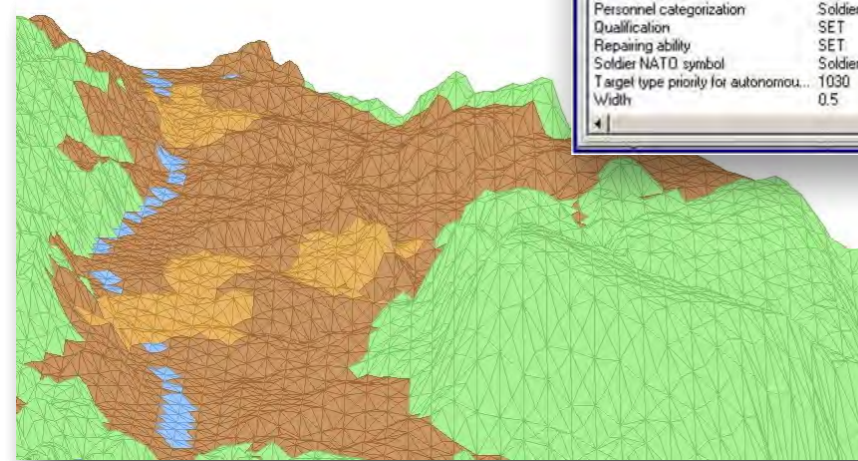 Personnel categorization Soldier
Qualification SET
Repairing ability SET
Soldier NATO symbol Soldier
Target type priority for autonomou... 1030
Width 0.5